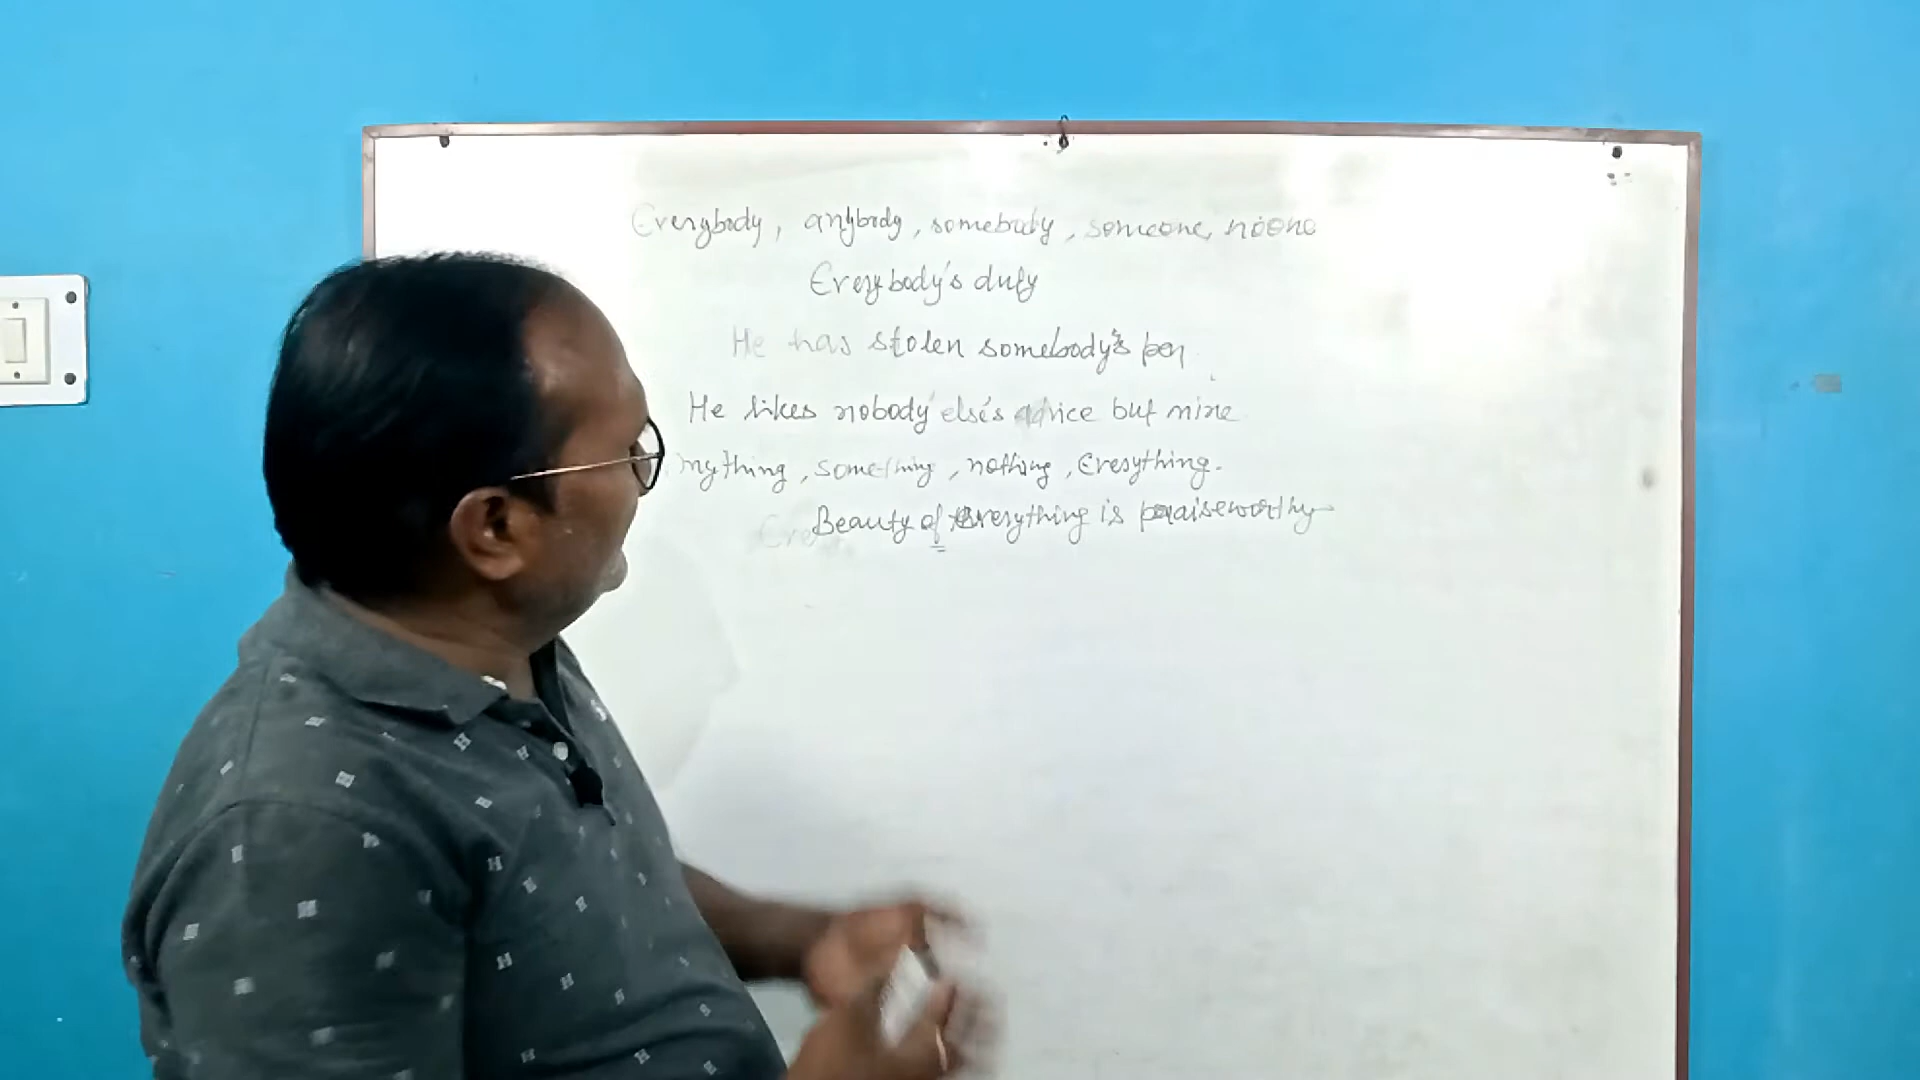 Everybody, anybody, somebody, someone, noone
Everybody's duty
He has stolen somebody's pen
He likes nobody else's advice but mine
nything, something, nothing, Everything.
Beauty of everything is praiseworthy